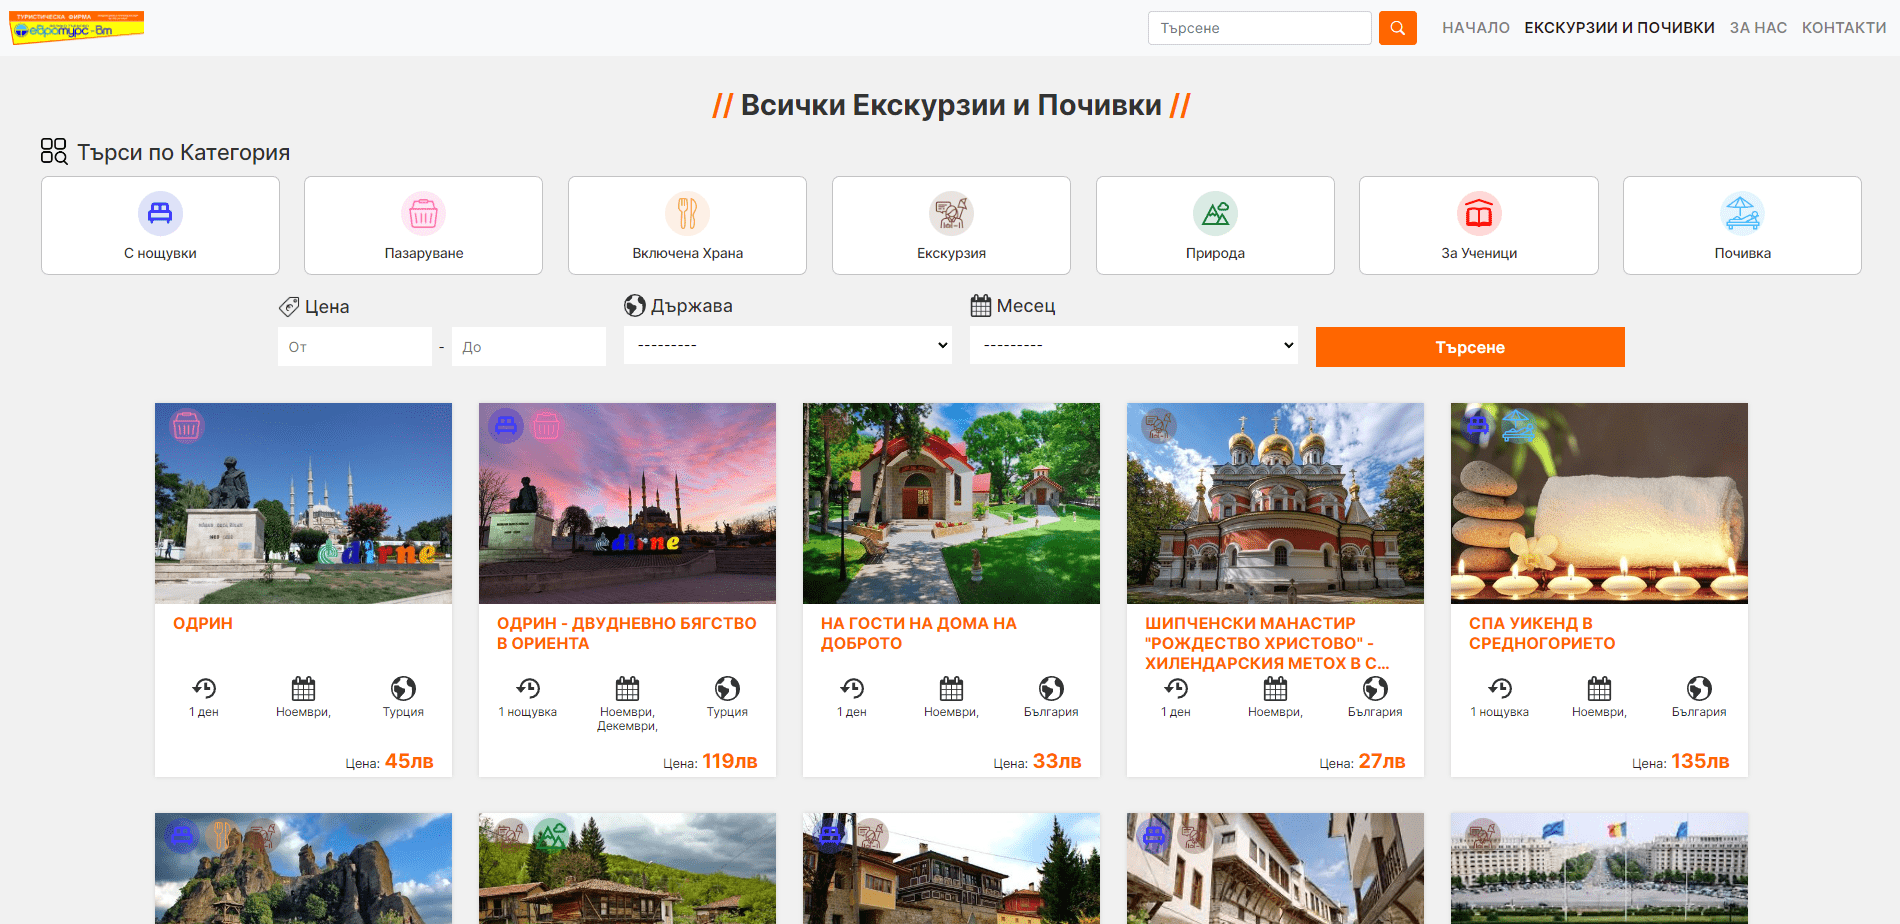 ТУРИСТИЧЕСКА ФИРМА
евротурс-вт
Търсене
НАЧАЛО
ЕКСКУРЗИИ И ПОЧИВКИ
ЗА НАС
КОНТАКТИ
// Всички Екскурзии и Почивки //
Търси по Категория
С нощувки
Пазаруване
Включена Храна
Екскурзия
Природа
За Ученици
Почивка
Цена
Държава
Месец
От
-
До
---------
---------
Търсене
edirne
ОДРИН
1 ден
Ноември,
Турция
Цена: 45лв
edirne
ОДРИН - ДВУДНЕВНО БЯГСТВО
В ОРИЕНТА
1 нощувка
Ноември,
Декември,
Турция
Цена: 119лв
НА ГОСТИ НА ДОМА НА
ДОБРОТО
1 ден
Ноември,
България
Цена: 33лв
ШИПЧЕНСКИ МАНАСТИР
"РОЖДЕСТВО ХРИСТОВО" -
ХИЛЕНДАРСКИЯ МЕТОХ В С...
1 ден
Ноември,
България
Цена: 27лв
СПА УИКЕНД В
СРЕДНОГОРИЕТО
1 нощувка
Ноември,
България
Цена: 135лв